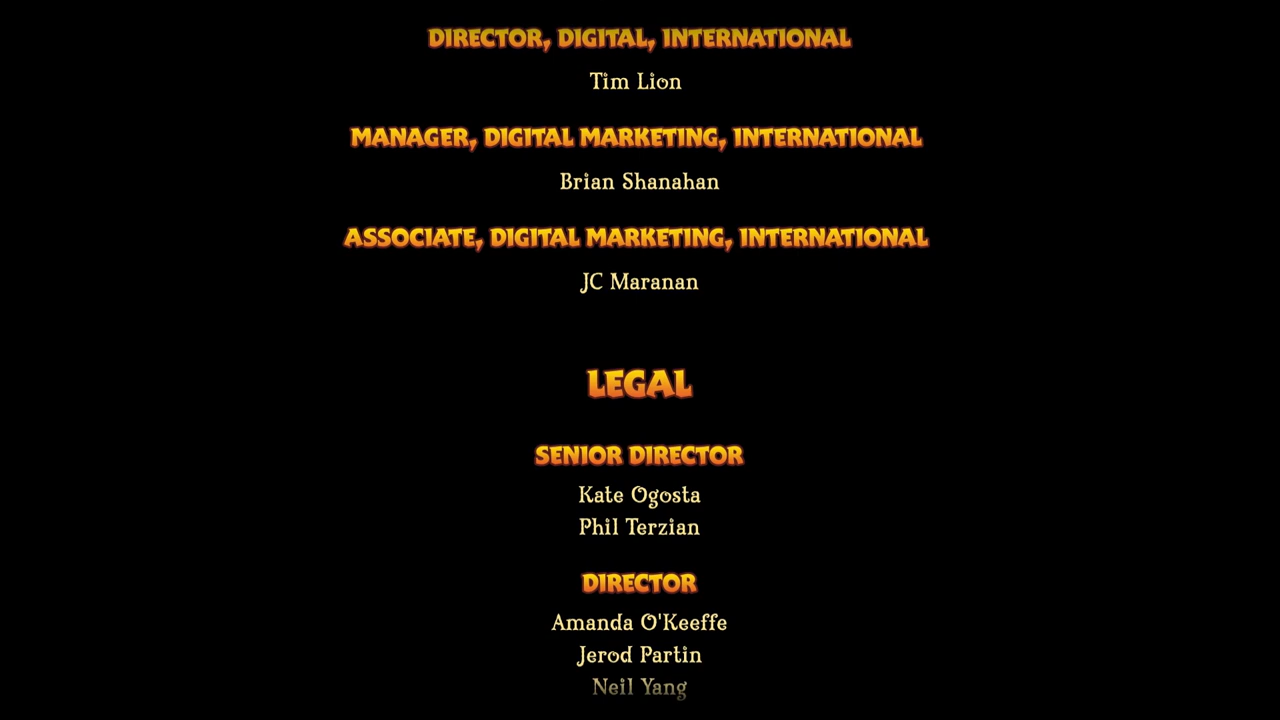 DIRECTOR, DIGITAL, INTERNATIONAL
Tim Lion
MANAGER, DIGITAL MARKETING, INTERNATIONAL
Brian Shanahan
ASSOCIATE, DIGITAL MARKETING, INTERNATIONAL
JC Maranan
LEGAL
SENIOR DIRECTOR
Kate Ogosta
Phil Terzian
DIRECTOR
Amanda O'Keeffe
Jerod Partin
Neil Yang